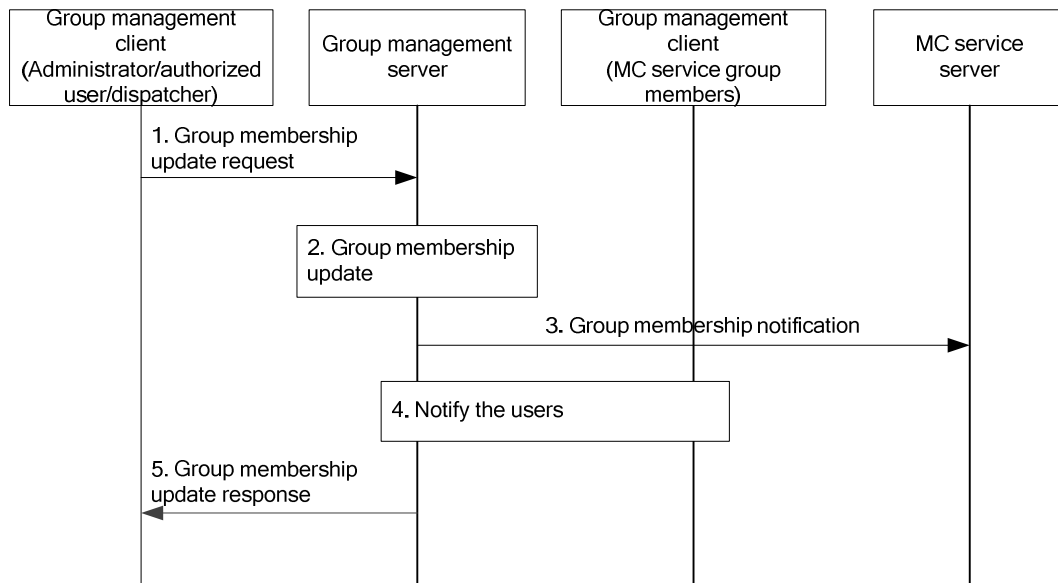 Group management
client
(Administrator/authorized
user/dispatcher)
Group management
server
Group management
client
(MC service group
members)
MC service
server
1. Group membership
update request
2. Group membership
update
3. Group membership notification
4. Notify the users
5. Group membership
update response